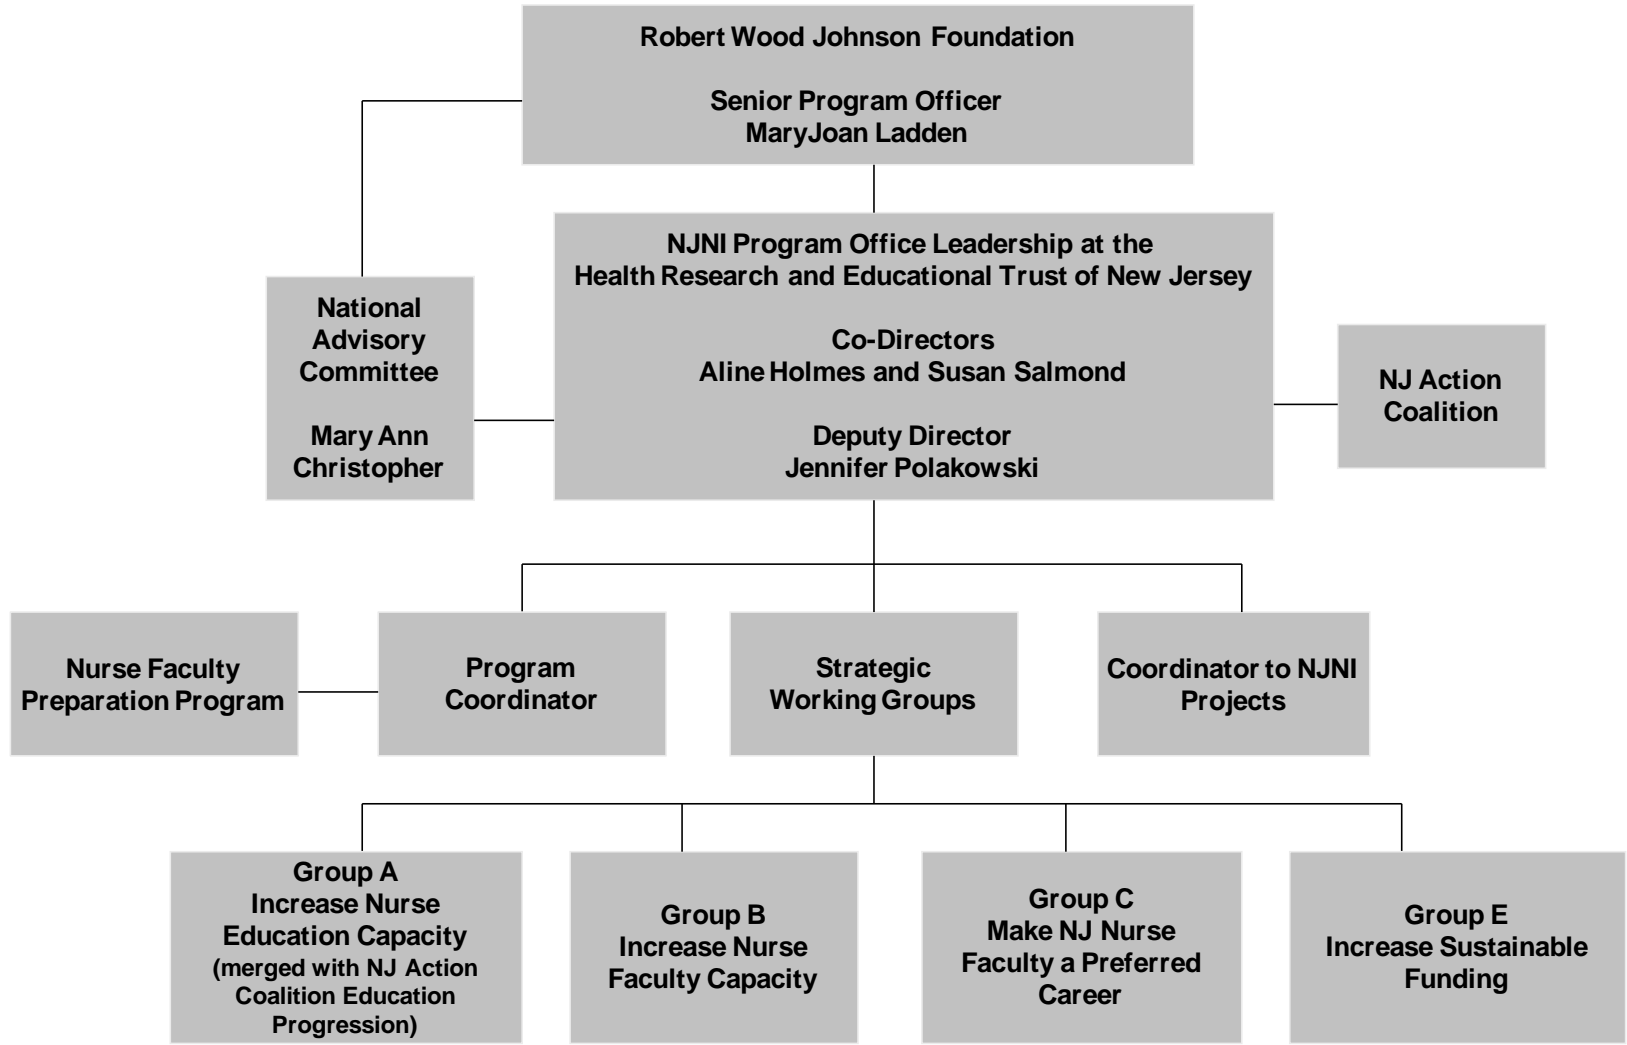 Robert Wood Johnson Foundation
Senior Program Officer
MaryJoan Ladden
NJNI Program Office Leadership at the
Health Research and Educational Trust of New Jersey
Co-Directors
Aline Holmes and Susan Salmond
Deputy Director
Jennifer Polakowski
National
Advisory
Committee
Mary Ann
Christopher
NJ Action
Coalition
Nurse Faculty
Preparation Program
Program
Coordinator
Strategic
Working Groups
Coordinator to NJNI
Projects
Group A
Increase Nurse
Education Capacity
(merged with NJ Action
Coalition Education
Progression)
Group B
Increase Nurse
Faculty Capacity
Group C
Make NJ Nurse
Faculty a Preferred
Career
Group E
Increase Sustainable
Funding